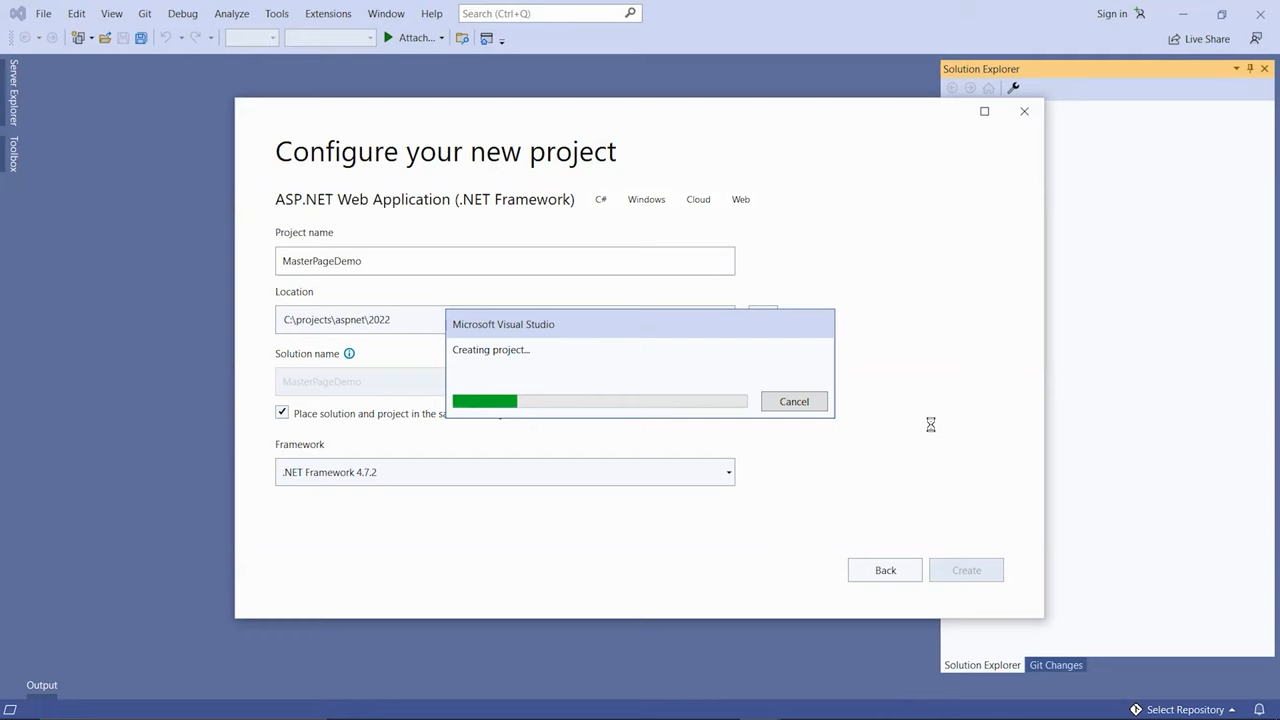 File Edit View Git Debug Analyze Tools Extensions Window Help Search (Ctrl+Q) Sign in
Attach... Live Share
Server Explorer
Toolbox
Solution Explorer
Configure your new project
ASP.NET Web Application (.NET Framework) C# Windows Cloud Web
Project name
MasterPageDemo
Location
C:\projects\aspnet\2022
Microsoft Visual Studio
Creating project...
Cancel
Solution name
MasterPageDemo
Place solution and project in the sa
Framework
.NET Framework 4.7.2
Back Create
Solution Explorer Git Changes
Output
Select Repository